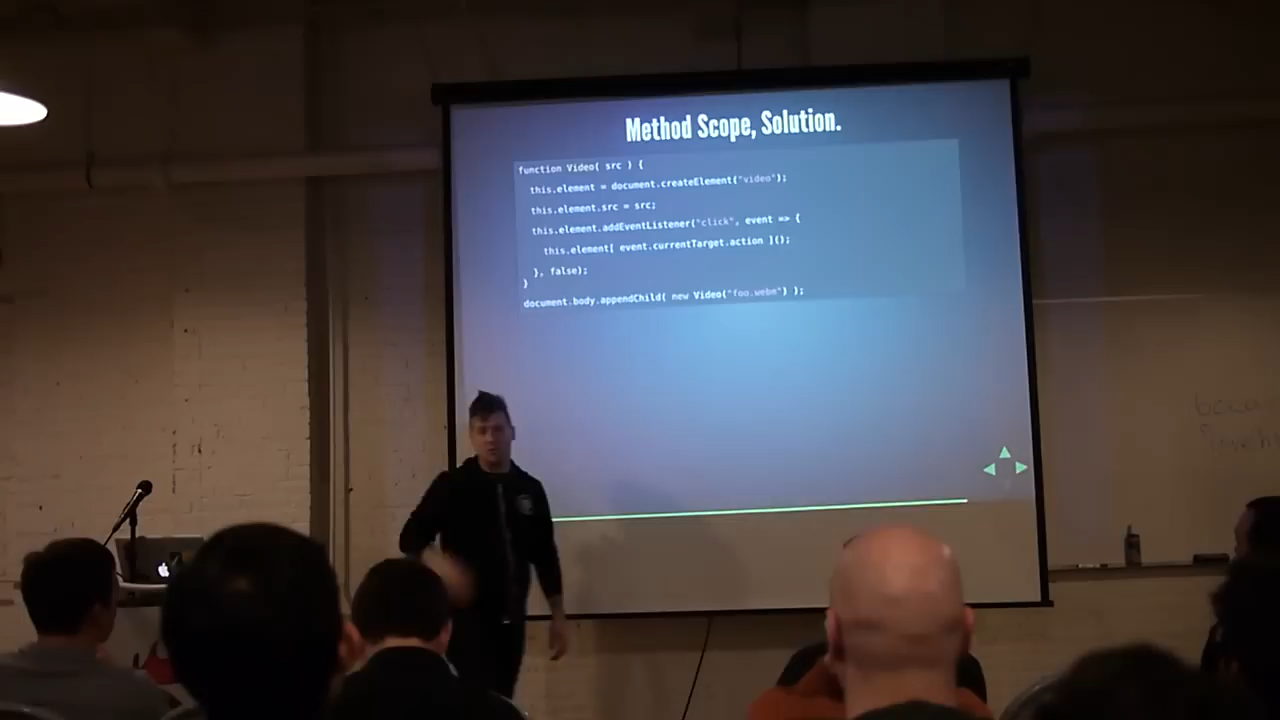 Method Scope, Solution.
function Video( src ) {
this.element = document.createElement("video");
this.element.src = src;
this.element.addEventListener("click", event => {
this.element[ event.currentTarget.action ]();
}, false);
}
document.body.appendChild( new Video("foo.webm") );